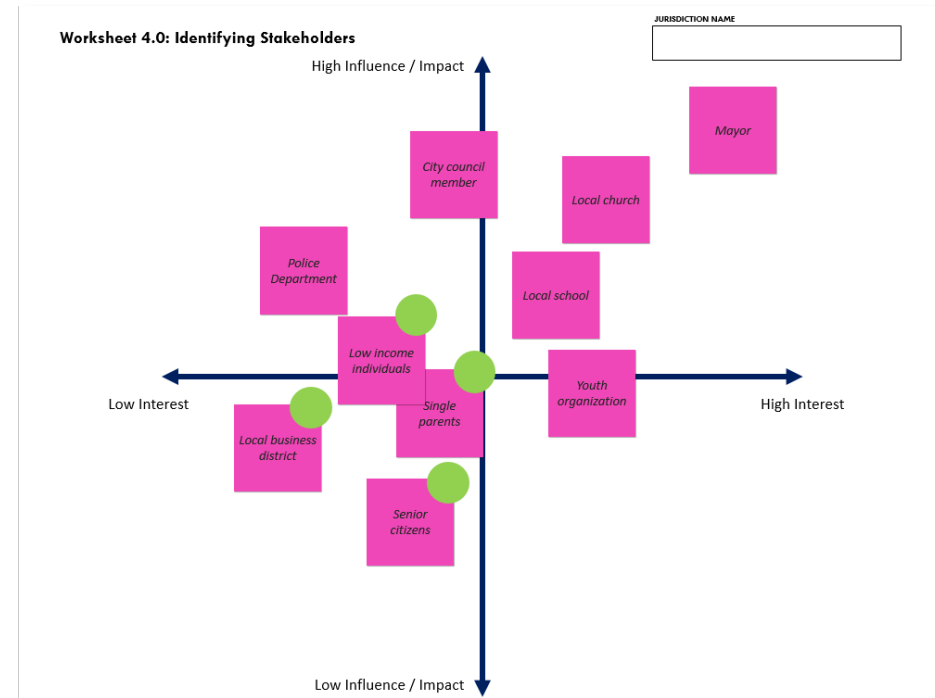 JURISDICTION NAME
Worksheet 4.0: Identifying Stakeholders
High Influence / Impact
Mayor
City council
member
Local church
Police
Department
Local school
Low income
individuals
Youth
organization
Single
parents
Low Interest
High Interest
Local business
district
Senior
citizens
Low Influence / Impact